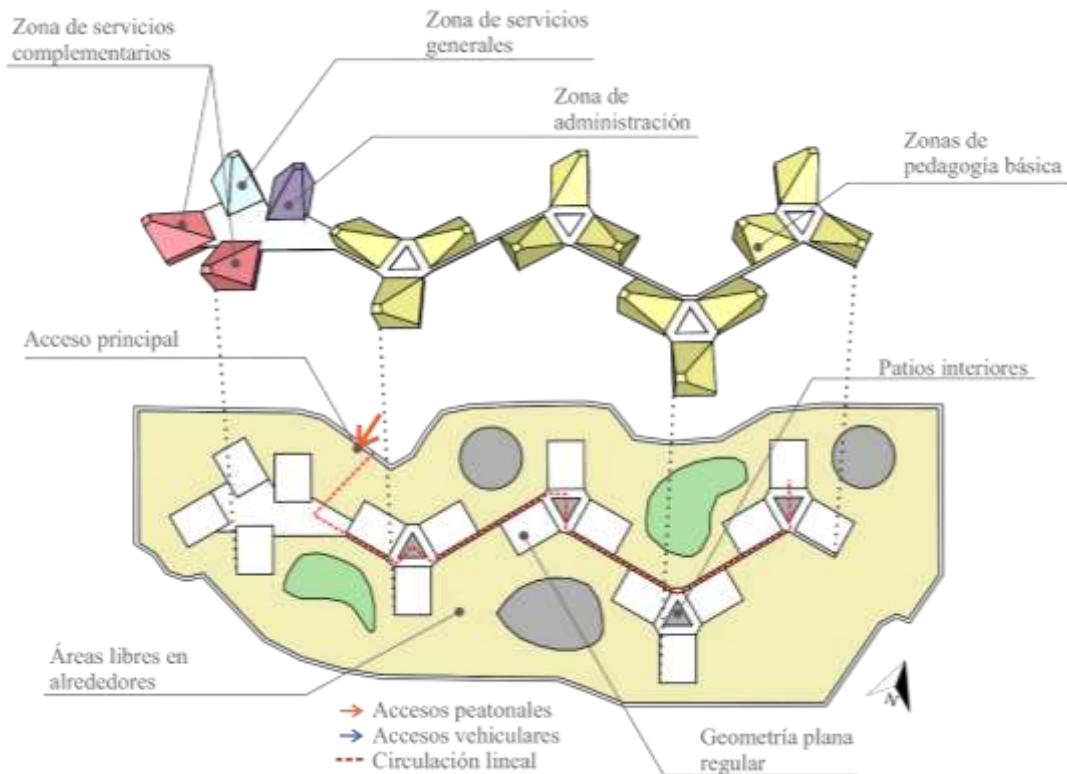 Zona de servicios
complementarios
Zona de servicios
generales
Zona de
administración
Zonas de
pedagogía básica
Acceso principal
Patios interiores
Áreas libres en
alrededores
Accesos peatonales
Accesos vehiculares
Circulación lineal
Geometría plana
regular
N